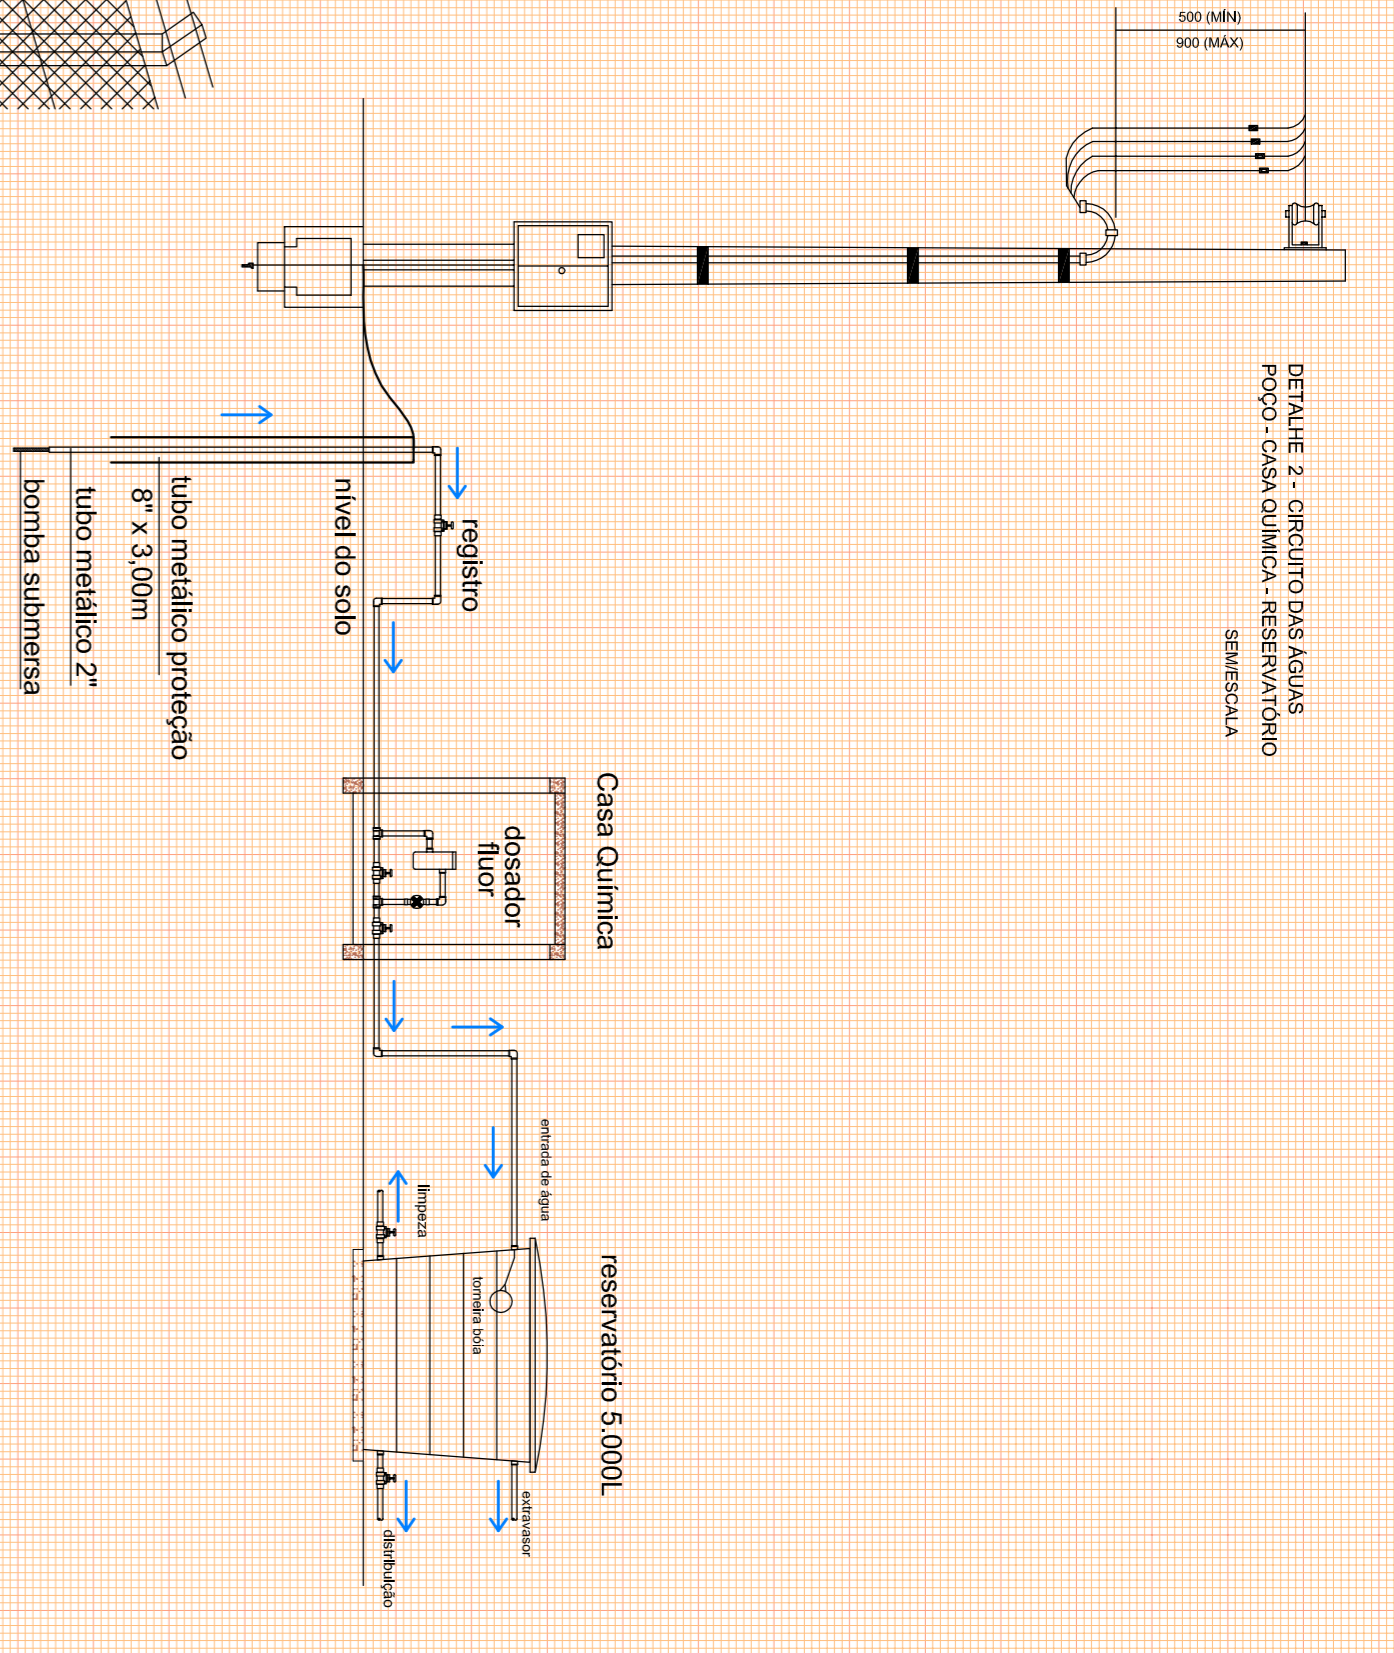 500 (MÍN)
900 (MÁX)
DETALHE 2 - CIRCUITO DAS ÁGUAS
POÇO - CASA QUÍMICA - RESERVATÓRIO
SEM/ESCALA
registro
nível do solo
tubo metálico proteção
8" x 3,00m
tubo metálico 2"
bomba submersa
Casa Química
dosador
fluor
entrada de água
limpeza
reservatório 5.000L
torneira bóia
extravasor
distribuição